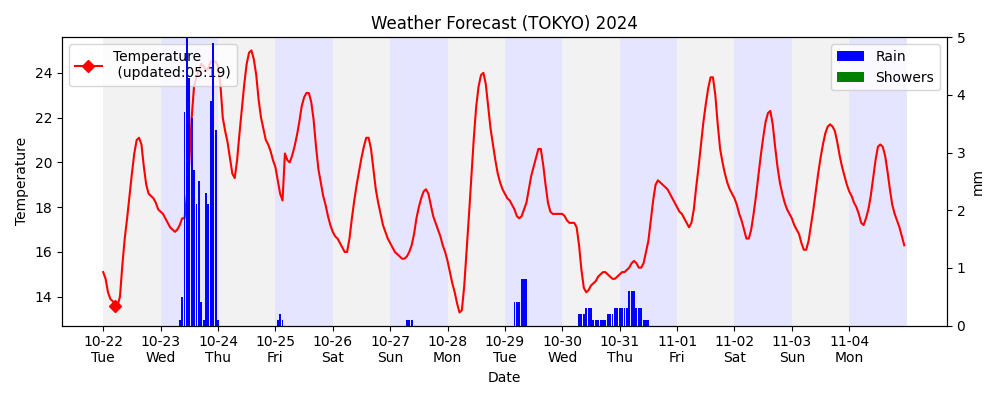 Weather Forecast (TOKYO) 2024
Temperature
(updated:05:19)
Rain
Showers
Temperature
24
22
20
18
16
14
5
4
3
2
1
0
mm
10-22 10-23 10-24 10-25 10-26 10-27 10-28 10-29 10-30 10-31 11-01 11-02 11-03 11-04
Tue Wed Thu Fri Sat Sun Mon Tue Wed Thu Fri Sat Sun Mon
Date